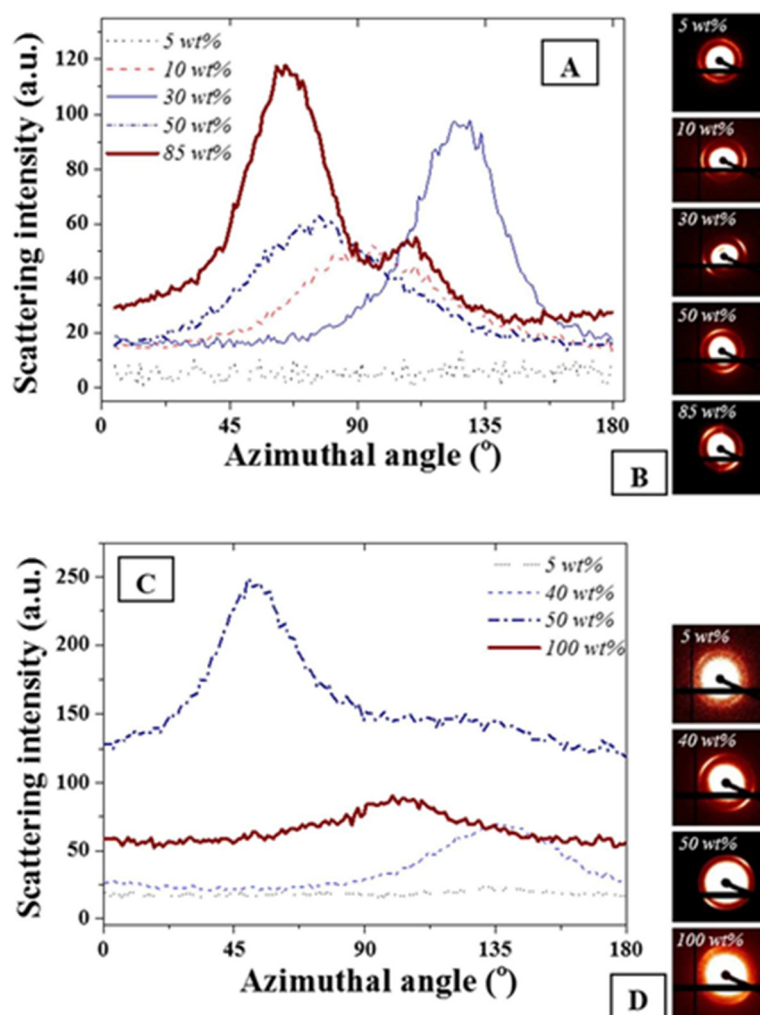 A
5 wt%
10 wt%
30 wt%
50 wt%
85 wt%
Scattering intensity (a.u.)
120
100
80
60
40
20
0
0
45
90
135
180
Azimuthal angle (°)
5 wt%
10 wt%
30 wt%
50 wt%
85 wt%
B
C
5 wt%
40 wt%
50 wt%
100 wt%
Scattering intensity (a.u.)
250
200
150
100
50
0
0
45
90
135
180
Azimuthal angle (°)
5 wt%
40 wt%
50 wt%
100 wt%
D